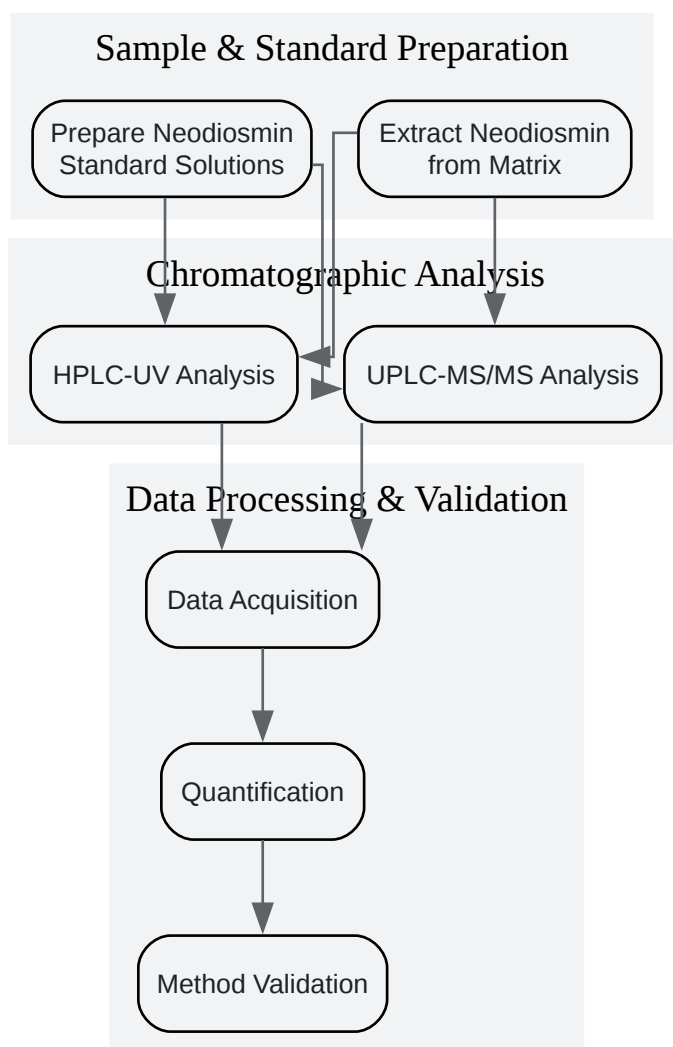 Sample & Standard Preparation
Prepare Neodiosmin
Standard Solutions
Extract Neodiosmin
from Matrix
Chromatographic Analysis
HPLC-UV Analysis
UPLC-MS/MS Analysis
Data Processing & Validation
Data Acquisition
Quantification
Method Validation